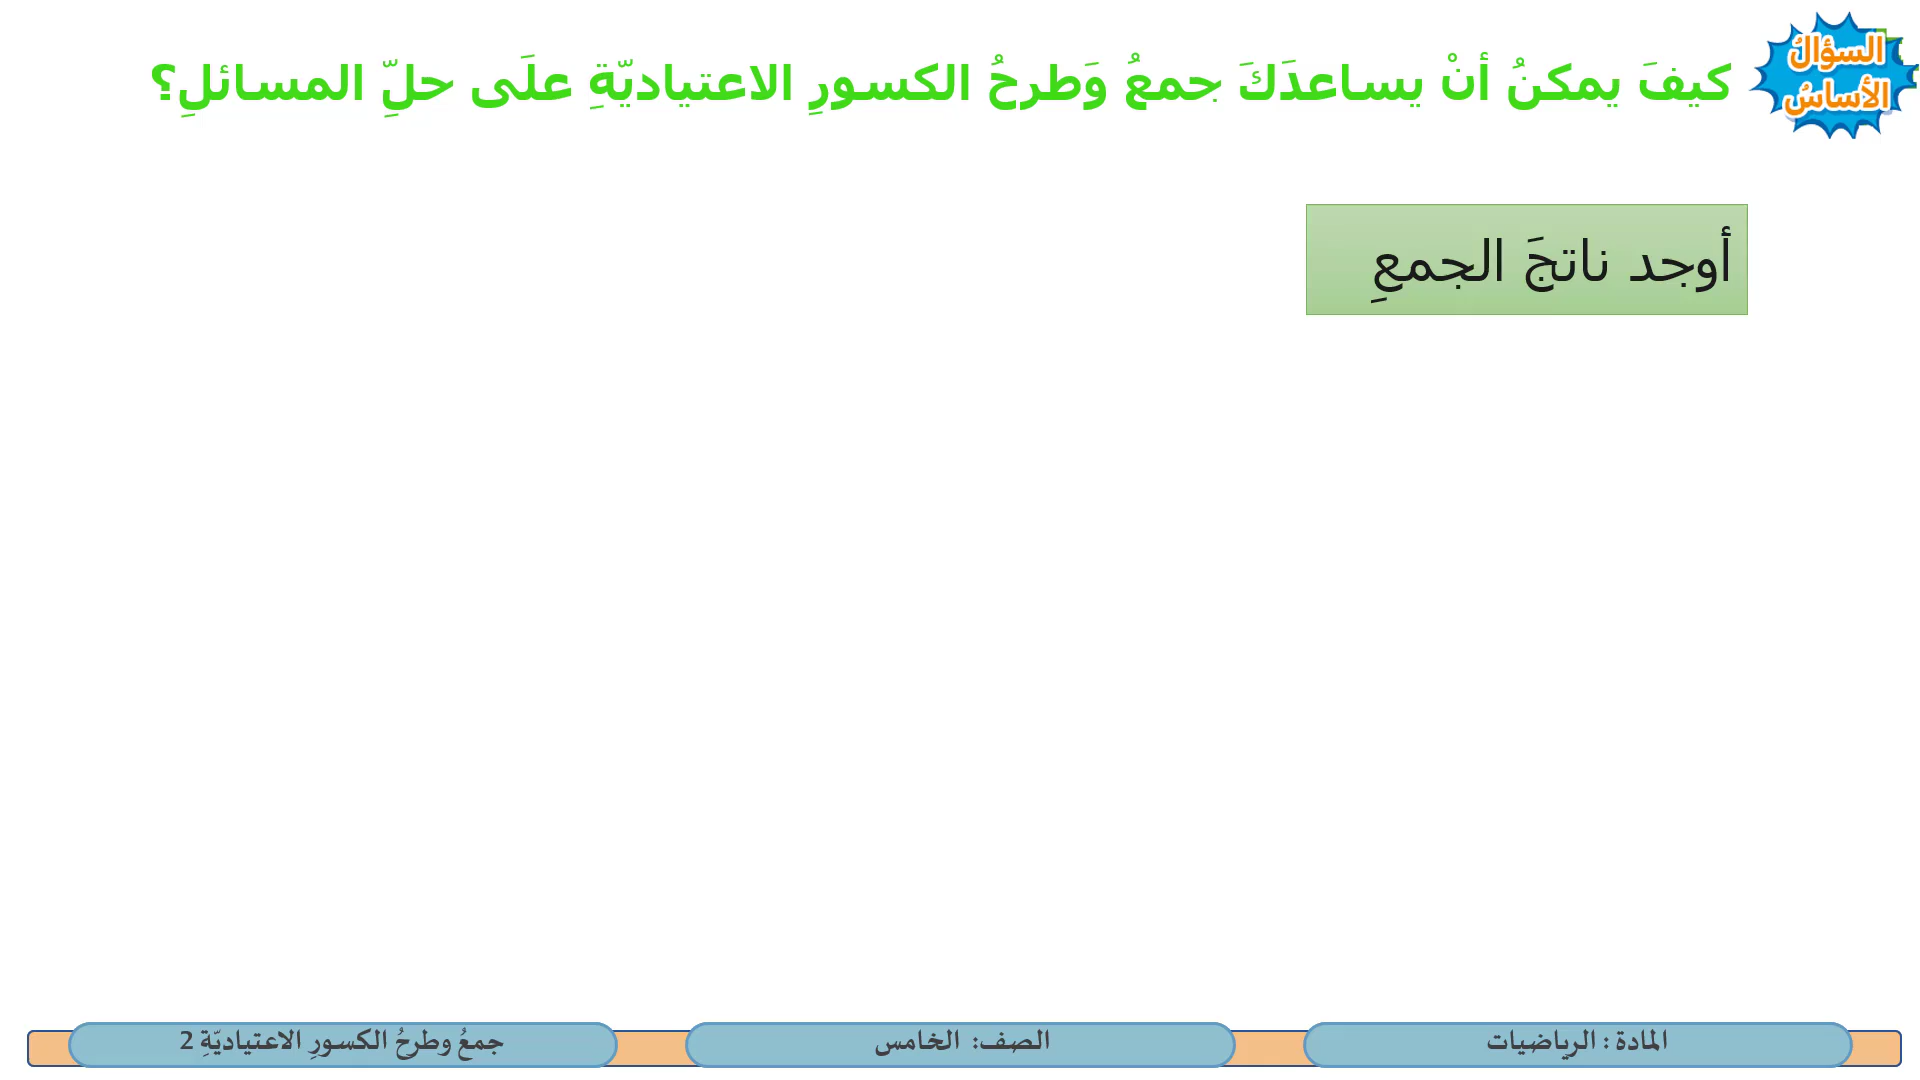 السؤالُ
الأساسُ
كيفَ يمكنُ أنْ يساعدَكَ جمعُ وَطرحُ الكسورِ الاعتياديّةِ علَى حلِّ المسائلِ؟
أوجد ناتجَ الجمعِ
المادة : الرياضيات
الصف: الخامس
جمعُ وطرحُ الكسورِ الاعتياديّةِ 2